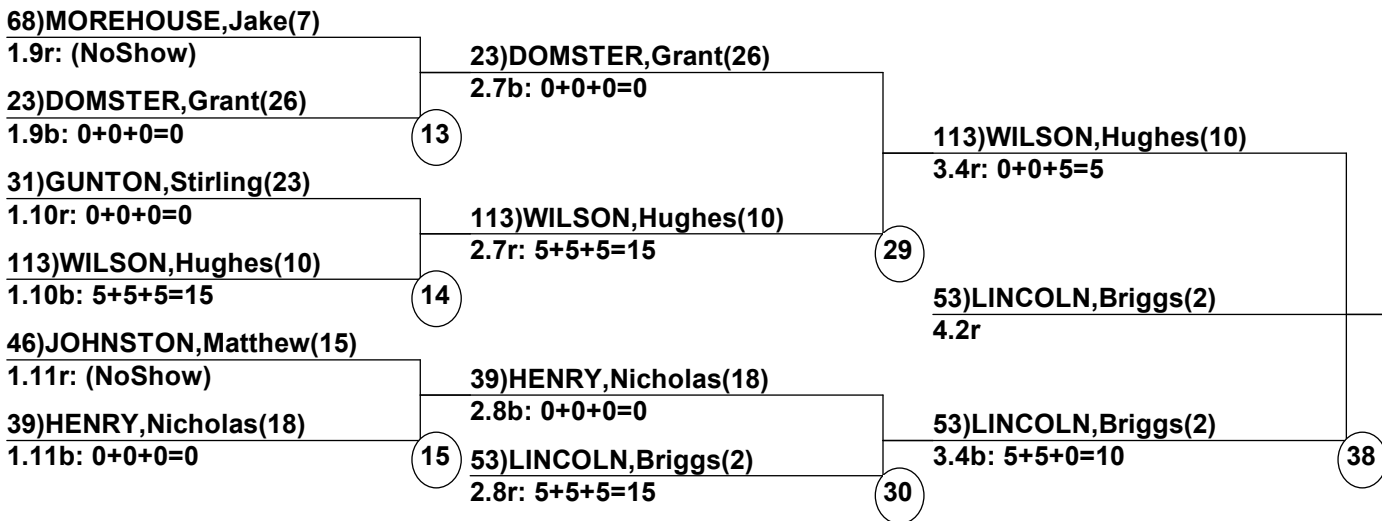 68)MOREHOUSE,Jake(7)
1.9r: (NoShow)
23)DOMSTER,Grant(26)
1.9b: 0+0+0=0
13
31)GUNTON,Stirling(23)
1.10r: 0+0+0=0
113)WILSON,Hughes(10)
1.10b: 5+5+5=15
14
46)JOHNSTON,Matthew(15)
1.11r: (NoShow)
39)HENRY,Nicholas(18)
1.11b: 0+0+0=0
15
23)DOMSTER,Grant(26)
2.7b: 0+0+0=0
113)WILSON,Hughes(10)
2.7r: 5+5+5=15
29
39)HENRY,Nicholas(18)
2.8b: 0+0+0=0
53)LINCOLN,Briggs(2)
2.8r: 5+5+5=15
30
113)WILSON,Hughes(10)
3.4r: 0+0+5=5
53)LINCOLN,Briggs(2)
4.2r
53)LINCOLN,Briggs(2)
3.4b: 5+5+0=10
38